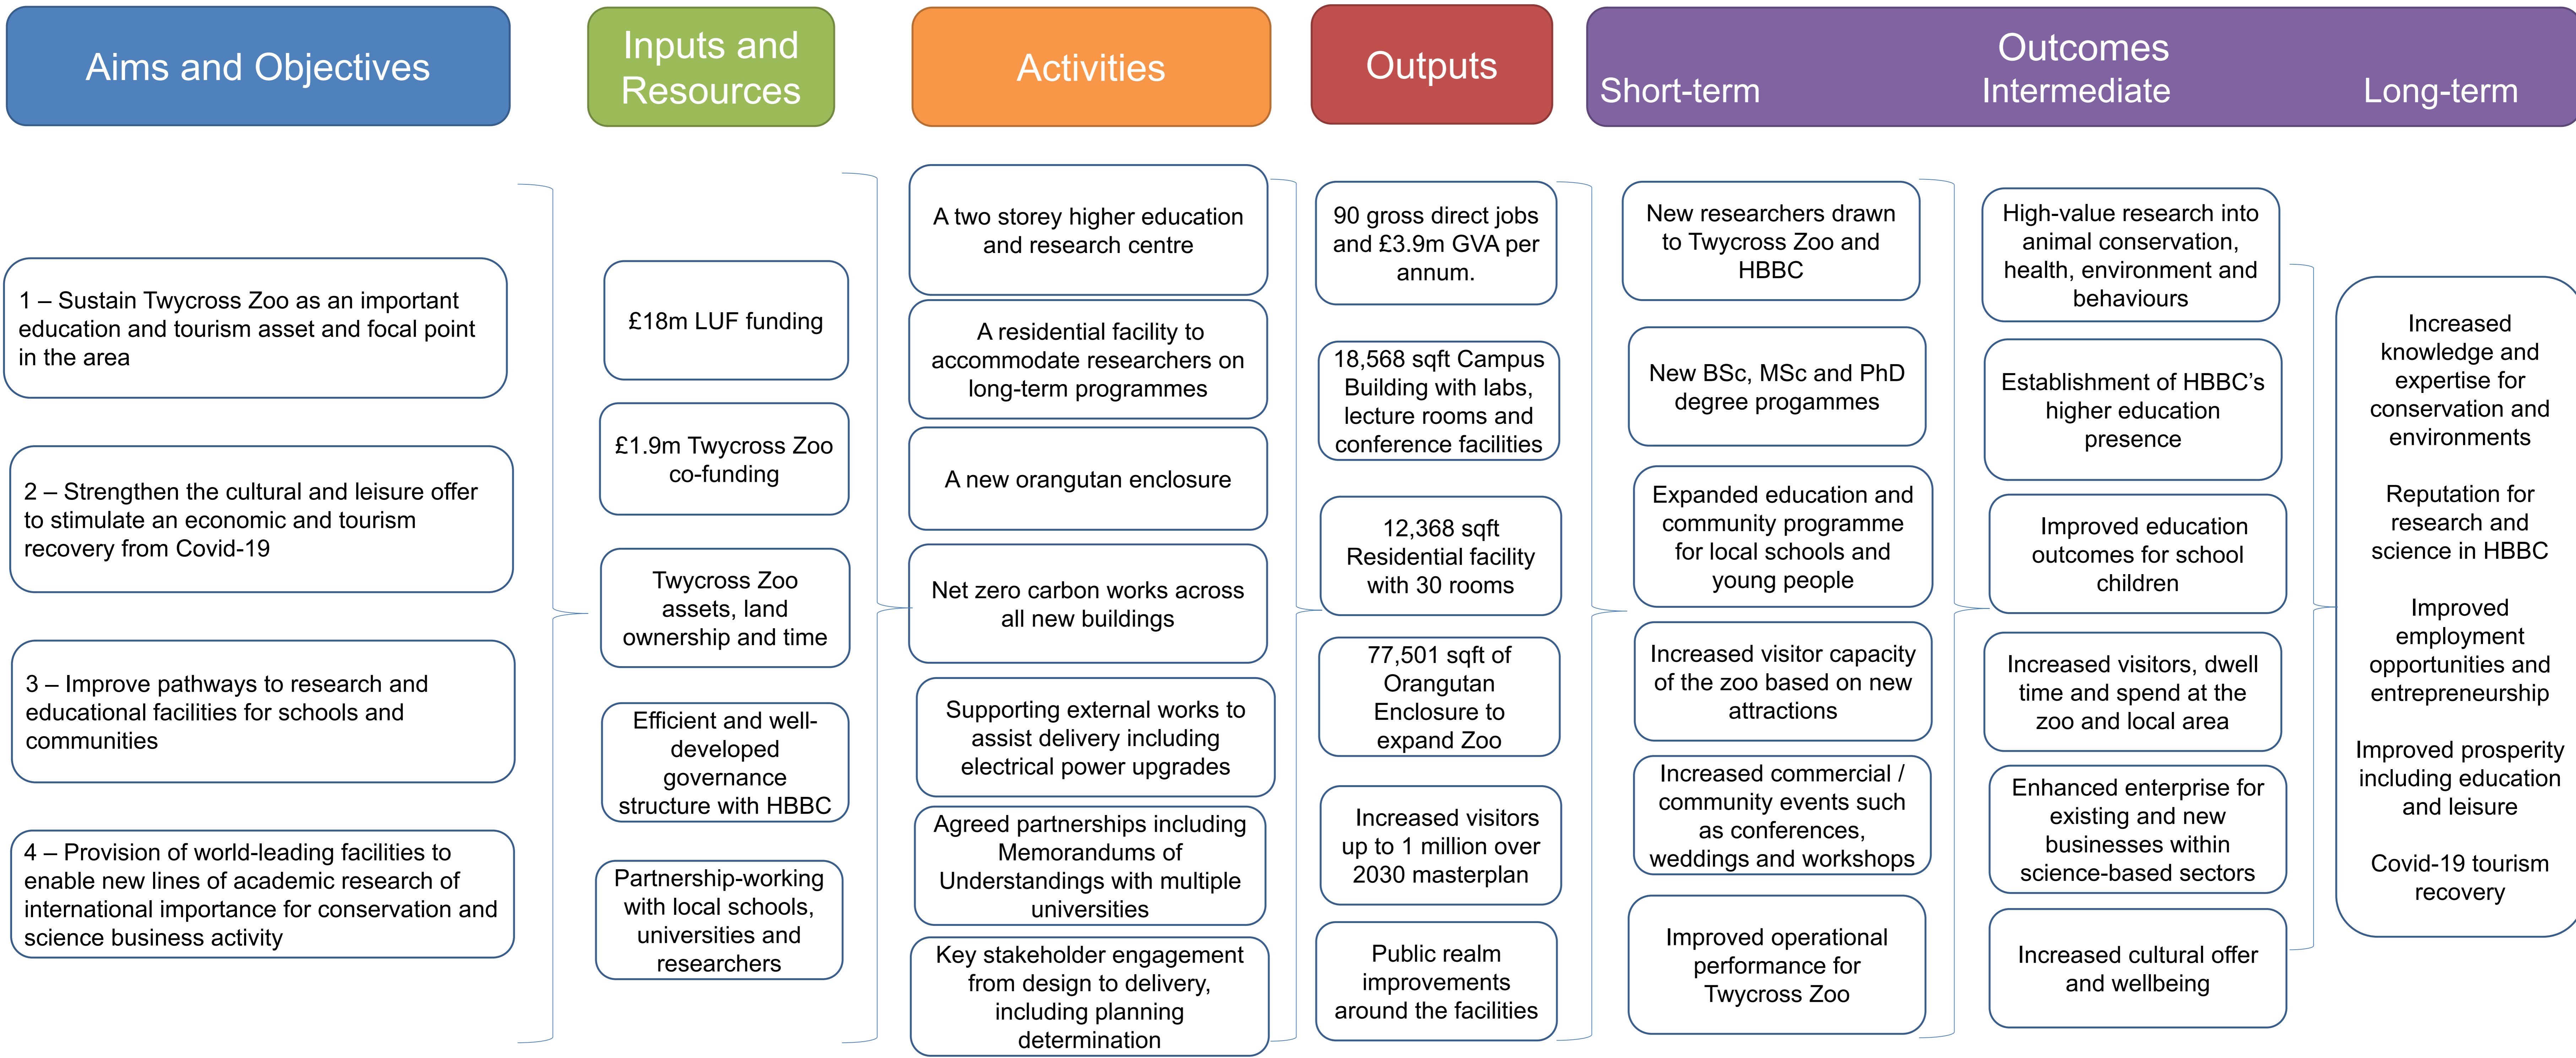 Aims and Objectives
Inputs and
Resources
Activities
Outputs
Outcomes
Short-term
Intermediate
Long-term
1 – Sustain Twycross Zoo as an important
education and tourism asset and focal point
in the area
2 – Strengthen the cultural and leisure offer
to stimulate an economic and tourism
recovery from Covid-19
3 – Improve pathways to research and
educational facilities for schools and
communities
4 – Provision of world-leading facilities to
enable new lines of academic research of
international importance for conservation and
science business activity
£18m LUF funding
£1.9m Twycross Zoo
co-funding
Twycross Zoo
assets, land
ownership and time
Efficient and well-
developed
governance
structure with HBBC
Partnership-working
with local schools,
universities and
researchers
A two storey higher education
and research centre
A residential facility to
accommodate researchers on
long-term programmes
A new orangutan enclosure
Net zero carbon works across
all new buildings
Supporting external works to
assist delivery including
electrical power upgrades
Agreed partnerships including
Memorandums of
Understandings with multiple
universities
Key stakeholder engagement
from design to delivery,
including planning
determination
90 gross direct jobs
and £3.9m GVA per
annum.
18,568 sqft Campus
Building with labs,
lecture rooms and
conference facilities
12,368 sqft
Residential facility
with 30 rooms
77,501 sqft of
Orangutan
Enclosure to
expand Zoo
Increased visitors
up to 1 million over
2030 masterplan
Public realm
improvements
around the facilities
New researchers drawn
to Twycross Zoo and
HBBC
New BSc, MSc and PhD
degree progammes
Expanded education and
community programme
for local schools and
young people
Increased visitor capacity
of the zoo based on new
attractions
Increased commercial /
community events such
as conferences,
weddings and workshops
Improved operational
performance for
Twycross Zoo
High-value research into
animal conservation,
health, environment and
behaviours
Establishment of HBBC’s
higher education
presence
Improved education
outcomes for school
children
Increased visitors, dwell
time and spend at the
zoo and local area
Enhanced enterprise for
existing and new
businesses within
science-based sectors
Increased cultural offer
and wellbeing
Increased
knowledge and
expertise for
conservation and
environments
Reputation for
research and
science in HBBC
Improved
employment
opportunities and
entrepreneurship
Improved prosperity
including education
and leisure
Covid-19 tourism
recovery